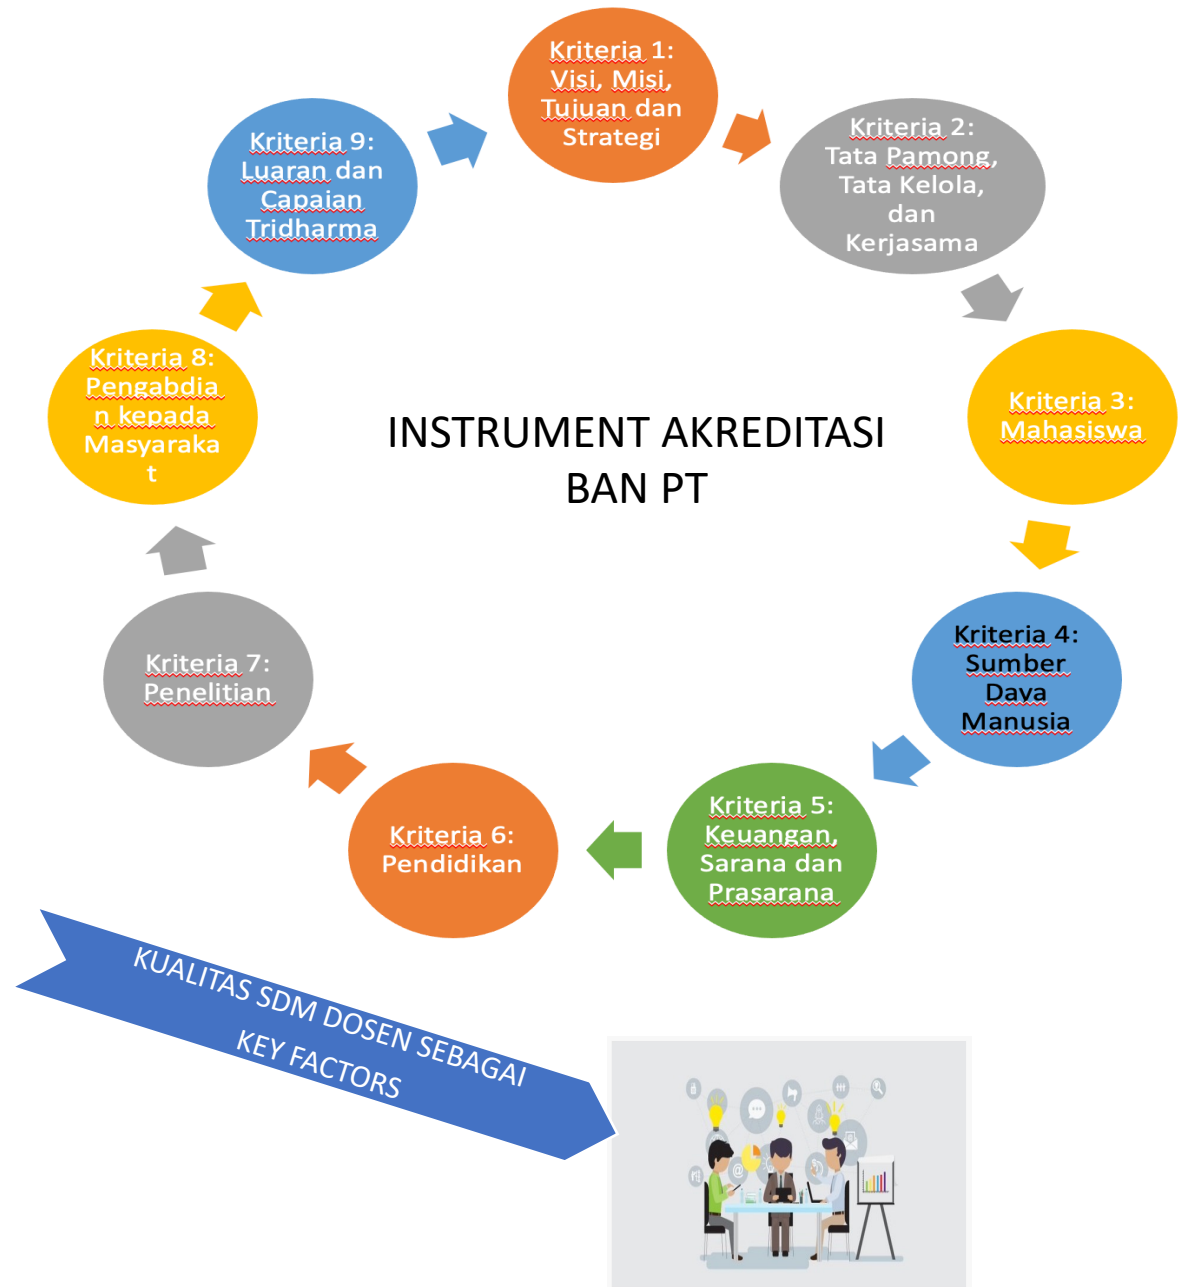 Kriteria 1:
Visi, Misi,
Tujuan dan
Strategi
Kriteria 2:
Tata Pamong,
Tata Kelola,
dan
Kerjasama
Kriteria 3:
Mahasiswa
Kriteria 4:
Sumber
Daya
Manusia
Kriteria 5:
Keuangan,
Sarana dan
Prasarana
Kriteria 6:
Pendidikan
Kriteria 7:
Penelitian
Kriteria 8:
Pengabdia
n kepada
Masyaraka
t
Kriteria 9:
Luaran dan
Capaian
Tridharma
INSTRUMENT AKREDITASI
BAN PT
KUALITAS SDM DOSEN SEBAGAI
KEY FACTORS